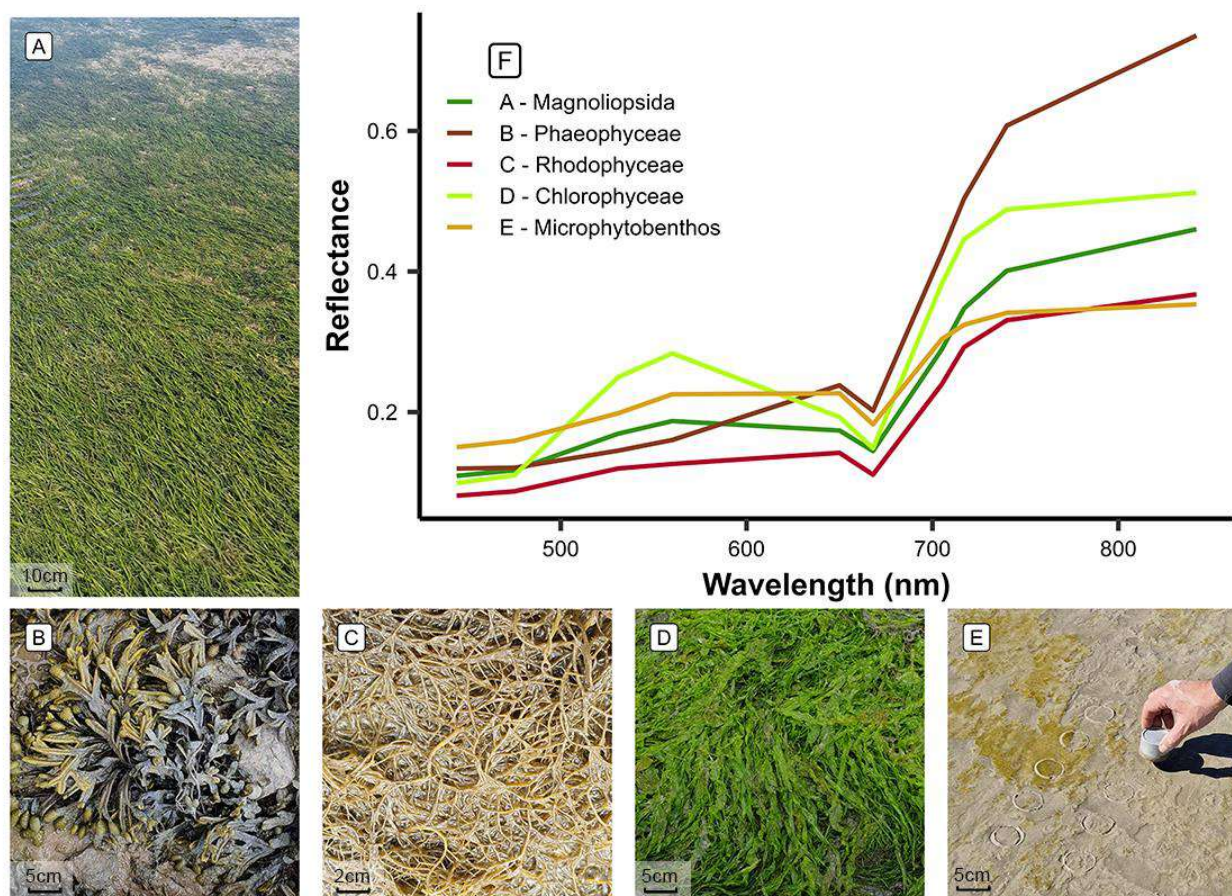 A
10cm
F
A - Magnoliopsida
B - Phaeophyceae
C - Rhodophyceae
D - Chlorophyceae
E - Microphytobenthos
0.6
0.4
0.2
Reflectance
500 600 700 800
Wavelength (nm)
B
5cm
C
2cm
D
5cm
E
5cm